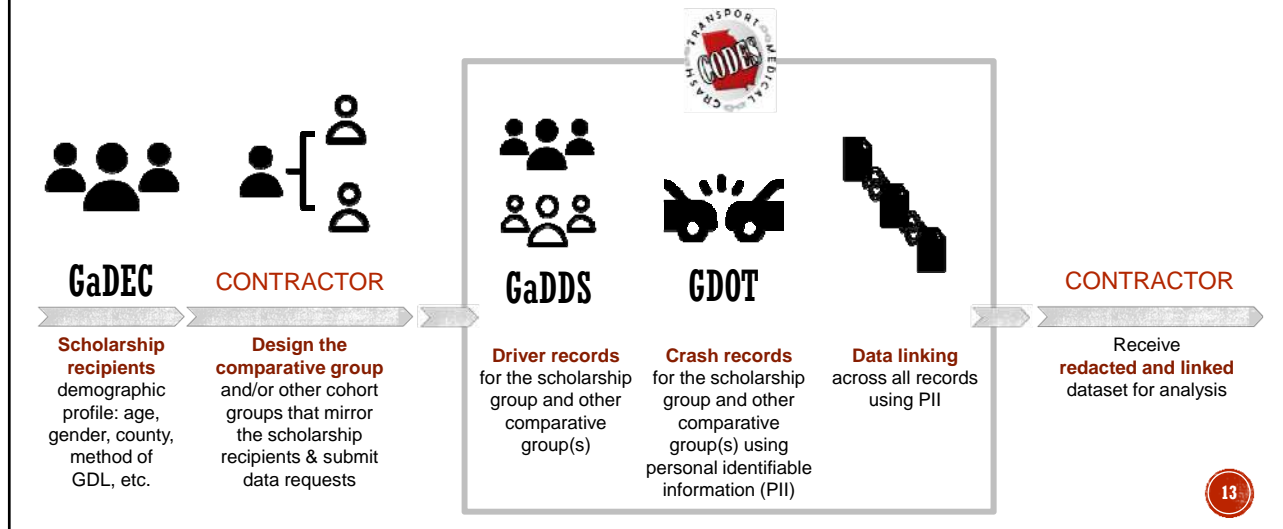 CRASH TRANSPORT MEDICAL
CODES
GaDEC
Scholarship
recipients
demographic
profile: age,
gender, county,
method of
GDL, etc.
CONTRACTOR
Design the
comparative group
and/or other cohort
groups that mirror
the scholarship
recipients & submit
data requests
GaDDS
Driver records
for the scholarship
group and other
comparative
group(s)
GDOT
Crash records
for the scholarship
group and other
comparative
group(s) using
personal identifiable
information (PII)
Data linking
across all records
using PII
CONTRACTOR
Receive
redacted and linked
dataset for analysis
13